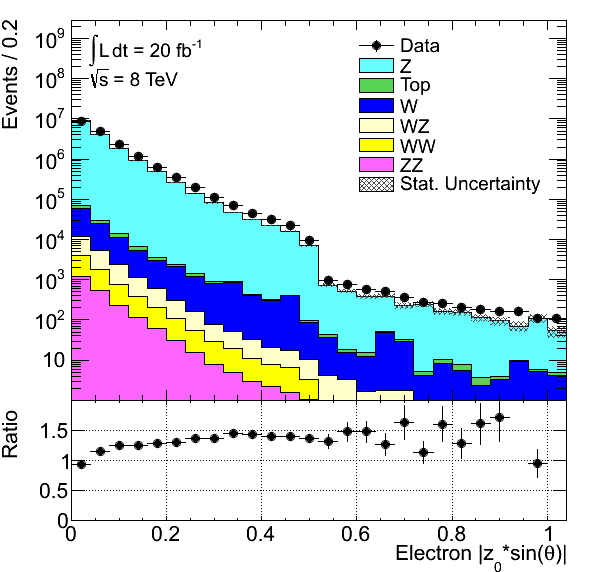 Events / 0.2
10⁹
10⁸
10⁷
10⁶
10⁵
10⁴
10³
10²
10
∫L dt = 20 fb⁻¹
√s = 8 TeV
Data
Z
Top
W
WZ
WW
ZZ
Stat. Uncertainty
Ratio
1.5
1
0.5
0
0 0.2 0.4 0.6 0.8 1
Electron |z₀*sin(θ)|